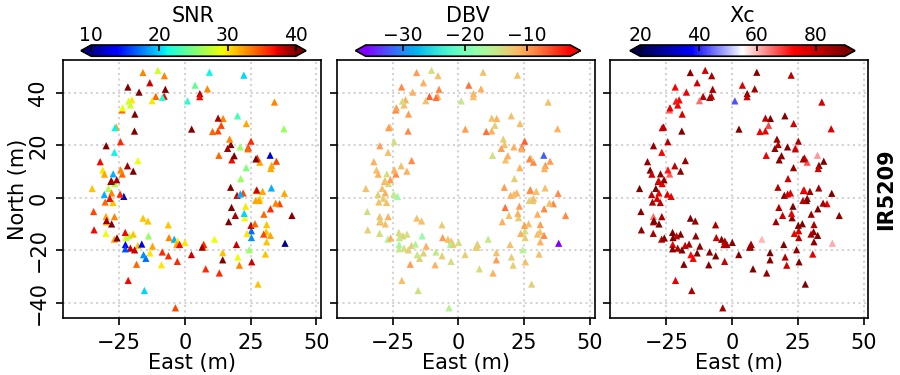 SNR DBV Xc
10 20 30 40 −30 −20 −10 20 40 60 80
North (m)
40
20
0
−20
−40
−25 0 25 50 −25 0 25 50 −25 0 25 50
East (m) East (m) East (m)
IR5209